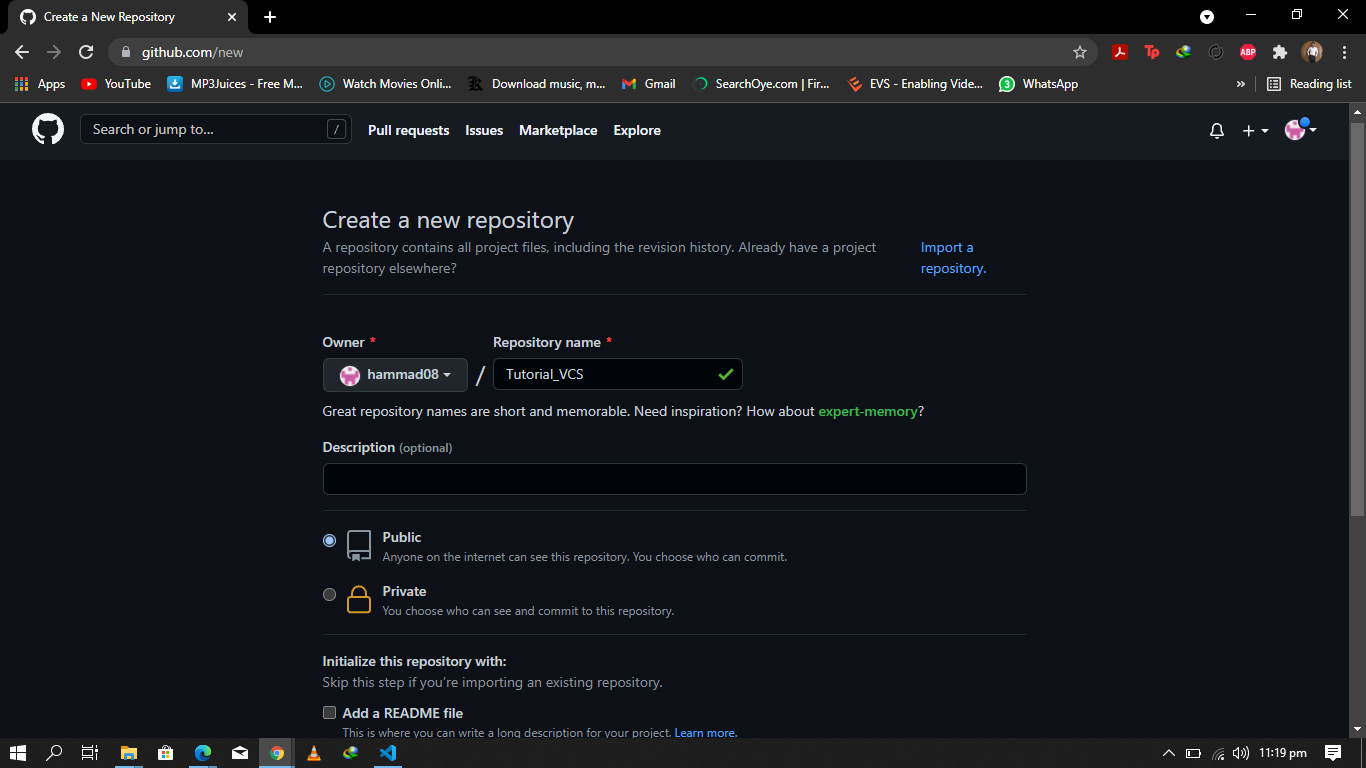 Create a New Repository
github.com/new
Apps YouTube MP3Juices - Free M... Watch Movies Onli... Download music, m... Gmail SearchOye.com | Fir... EVS - Enabling Vide... WhatsApp » Reading list
Search or jump to... / Pull requests Issues Marketplace Explore
Create a new repository
A repository contains all project files, including the revision history. Already have a project Import a
repository elsewhere? repository.
Owner * Repository name *
hammad08 / Tutorial_VCS
Great repository names are short and memorable. Need inspiration? How about expert-memory?
Description (optional)
Public
Anyone on the internet can see this repository. You choose who can commit.
Private
You choose who can see and commit to this repository.
Initialize this repository with:
Skip this step if you're importing an existing repository.
Add a README file
This is where you can write a long description for your project. Learn more.
11:19 pm